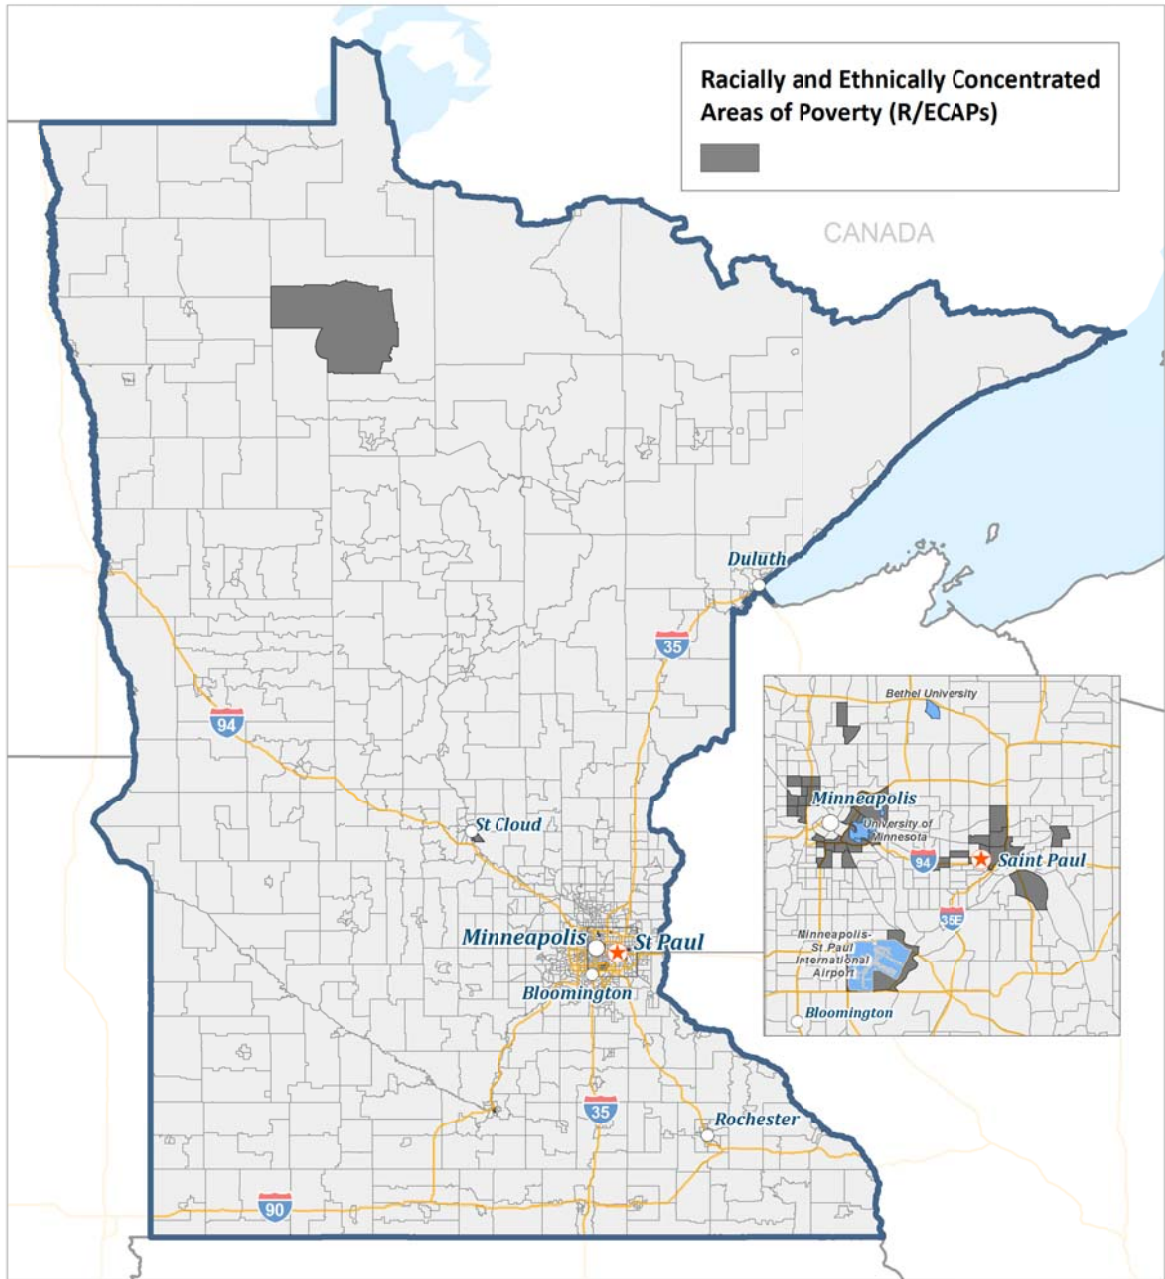 Racially and Ethnically Concentrated
Areas of Poverty (R/ECAPs)
CANADA
Duluth
35
94
St Cloud
Minneapolis
St Paul
Bloomington
35
Rochester
90
Bethel University
Minneapolis
University of
Minnesota
94
Saint Paul
35E
Minneapolis-
St Paul
International
Airport
Bloomington